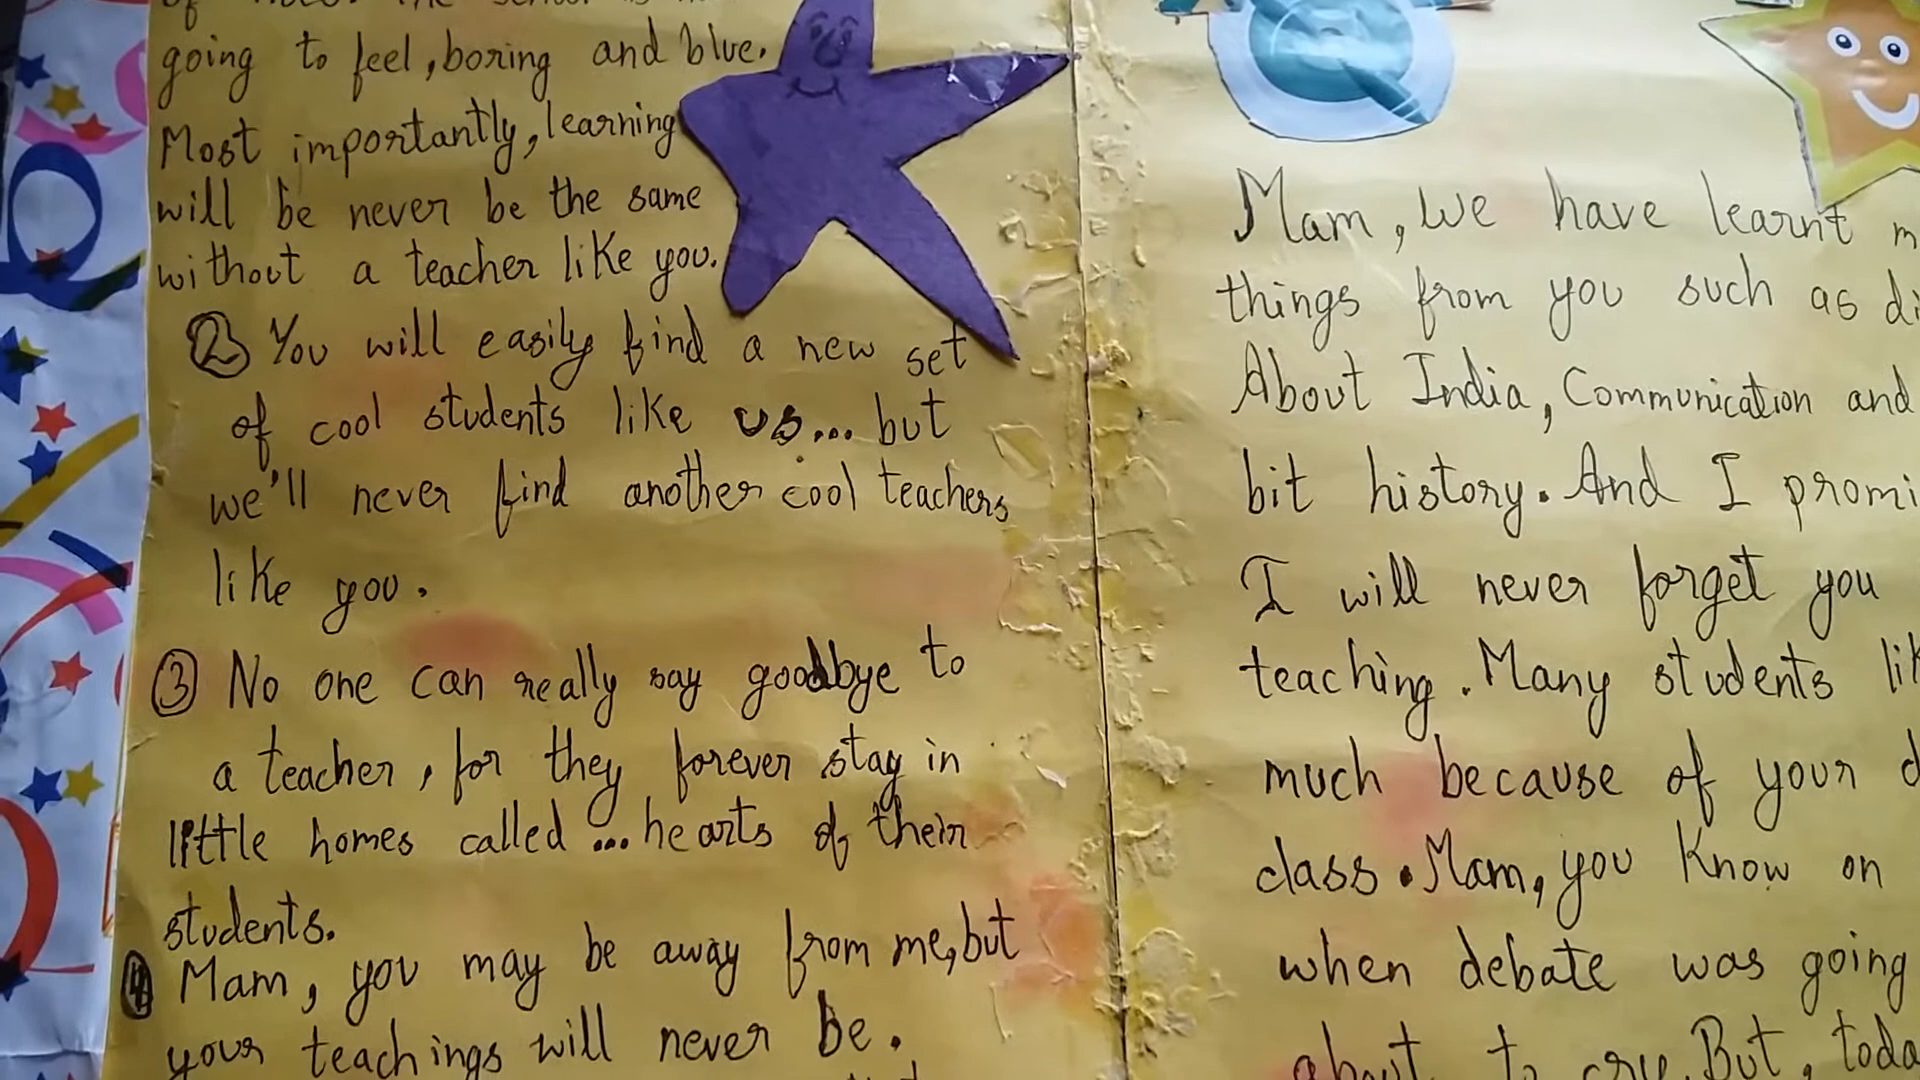 going to feel, boring and blue.
Most importantly, learning
will be never be the same
without a teacher like you.
② You will easily find a new set
of cool students like us... but
we'll never find another cool teachers
like you.
③ No one can really say goodbye to
a teacher, for they forever stay in
little homes called ... hearts of their
students.
④ Mam, you may be away from me, but
your teachings will never be.
Mam, we have learnt
things from you such as
About India, Communication and
bit history. And I
I will never forget you
teaching. Many students
much because of your
class. Mam, you know on
when debate was going
about to cry. But,